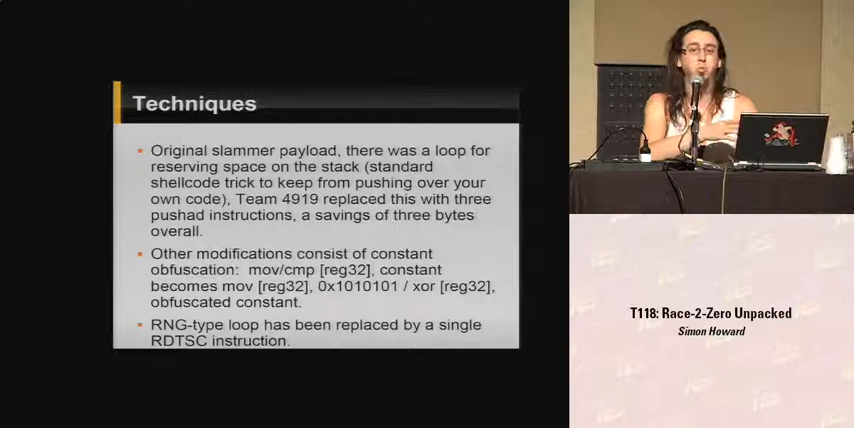 Techniques
Original slammer payload, there was a loop for
reserving space on the stack (standard
shellcode trick to keep from pushing over your
own code), Team 4919 replaced this with three
pushad instructions, a savings of three bytes
overall.
Other modifications consist of constant
obfuscation: mov/cmp [reg32], constant
becomes mov [reg32], 0x1010101 / xor [reg32],
obfuscated constant.
RNG-type loop has been replaced by a single
RDTSC instruction.
T118: Race-2-Zero Unpacked
Simon Howard